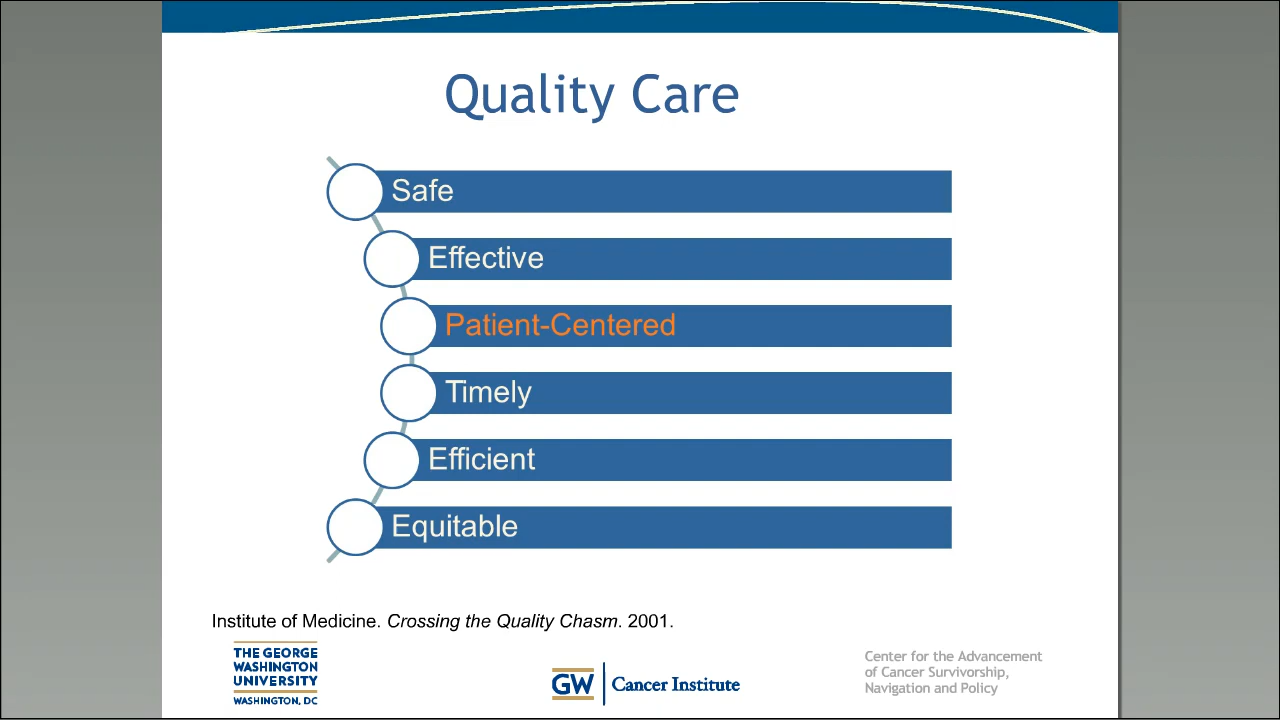 Quality Care
Safe
Effective
Patient-Centered
Timely
Efficient
Equitable
Institute of Medicine. Crossing the Quality Chasm. 2001.
THE GEORGE
WASHINGTON
UNIVERSITY
WASHINGTON, DC
GW Cancer Institute
Center for the Advancement
of Cancer Survivorship,
Navigation and Policy